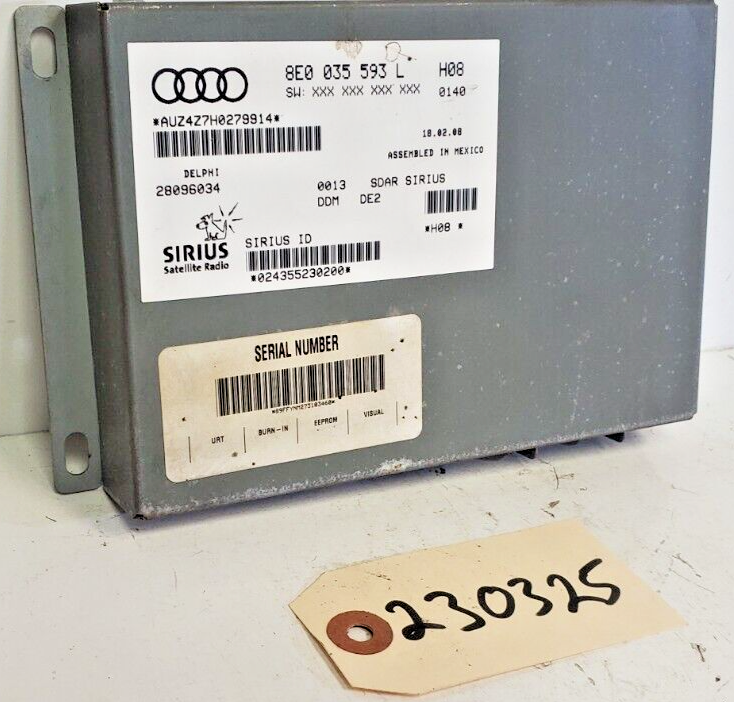 8E0 035 593 L H08
SW: XXX XXX XXX XXX 0140
*AUZ4Z7H0279914*
18.02.08
ASSEMBLED IN MEXICO
DELPHI
28096034
0013 SDAR SIRIUS
DDM DE2
*H08 *
SIRIUS
Satellite Radio
SIRIUS ID
*024355230200*
SERIAL NUMBER
URT BURN-IN EEPROM VISUAL
230325